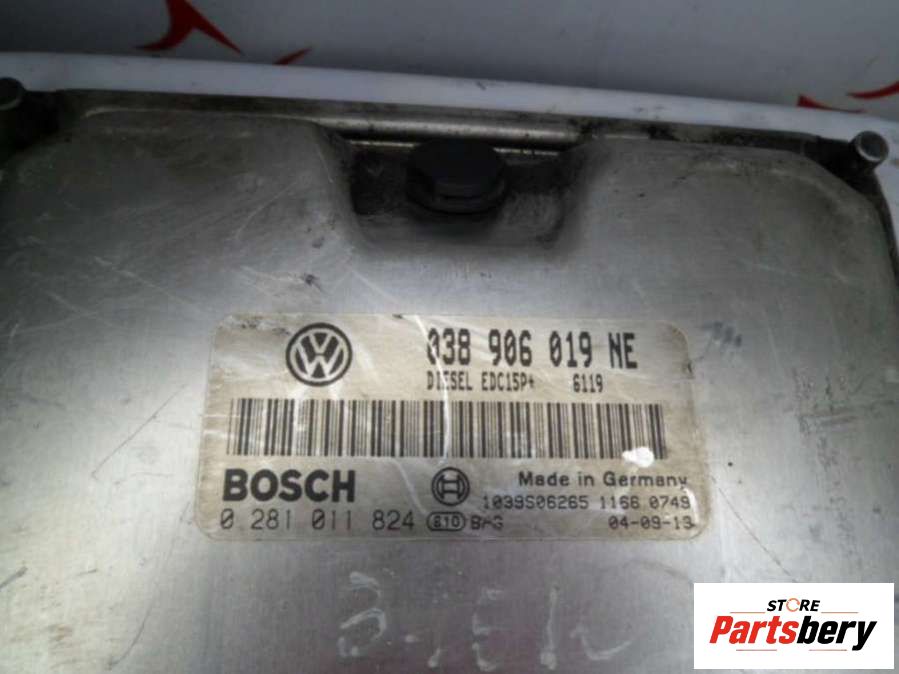 038 906 019 NE
DIESEL EDC15P+ 6119
BOSCH
Made in Germany
1039S06265 1166 0749
0 281 011 824 04-09-13
STORE
Partsbery